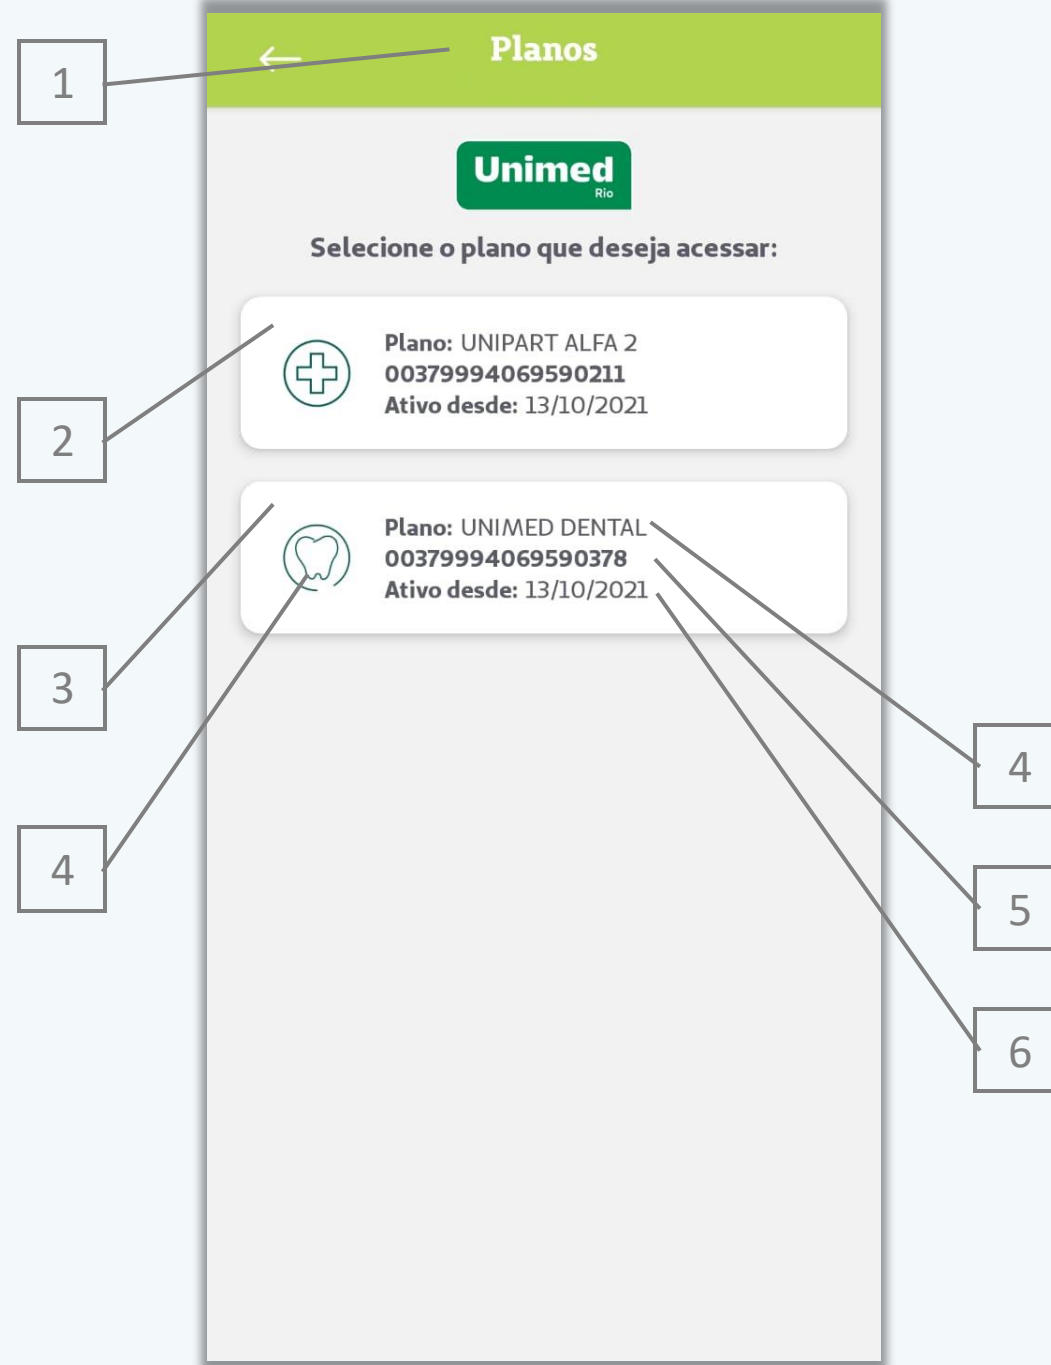 1
Planos
Unimed
Rio
Selecione o plano que deseja acessar:
2
Plano: UNIPART ALFA 2
00379994069590211
Ativo desde: 13/10/2021
3
Plano: UNIMED DENTAL
00379994069590378
Ativo desde: 13/10/2021
4
4
5
6